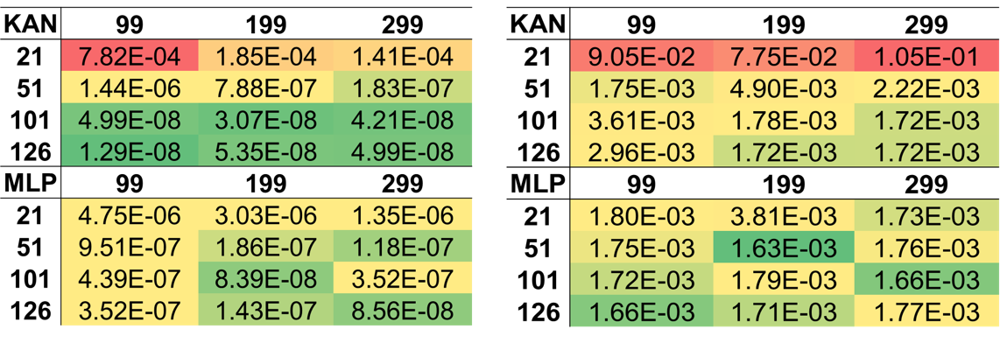 KAN 99 199 299
21 7.82E-04 1.85E-04 1.41E-04
51 1.44E-06 7.88E-07 1.83E-07
101 4.99E-08 3.07E-08 4.21E-08
126 1.29E-08 5.35E-08 4.99E-08
MLP 99 199 299
21 4.75E-06 3.03E-06 1.35E-06
51 9.51E-07 1.86E-07 1.18E-07
101 4.39E-07 8.39E-08 3.52E-07
126 3.52E-07 1.43E-07 8.56E-08
KAN 99 199 299
21 9.05E-02 7.75E-02 1.05E-01
51 1.75E-03 4.90E-03 2.22E-03
101 3.61E-03 1.78E-03 1.72E-03
126 2.96E-03 1.72E-03 1.72E-03
MLP 99 199 299
21 1.80E-03 3.81E-03 1.73E-03
51 1.75E-03 1.63E-03 1.76E-03
101 1.72E-03 1.79E-03 1.66E-03
126 1.66E-03 1.71E-03 1.77E-03